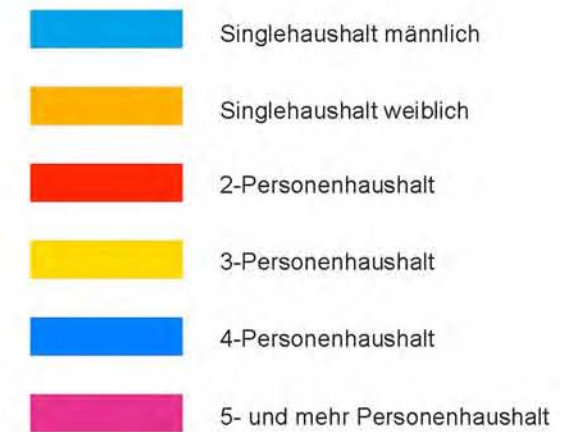 Singlehaushalt männlich
Singlehaushalt weiblich
2-Personenhaushalt
3-Personenhaushalt
4-Personenhaushalt
5- und mehr Personenhaushalt